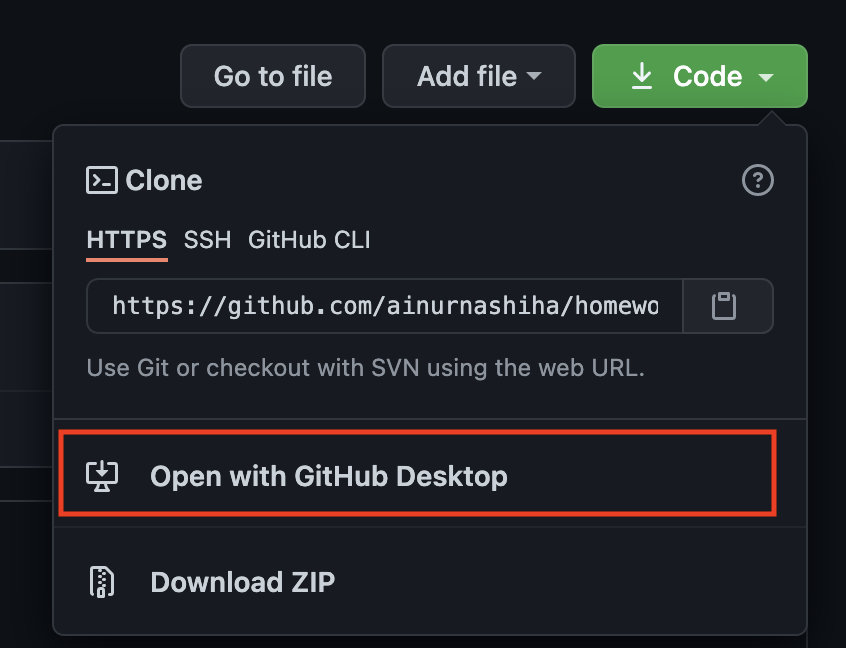 Go to file Add file Code
Clone
HTTPS SSH GitHub CLI
https://github.com/ainurnashiha/homewo
Use Git or checkout with SVN using the web URL.
Open with GitHub Desktop
Download ZIP